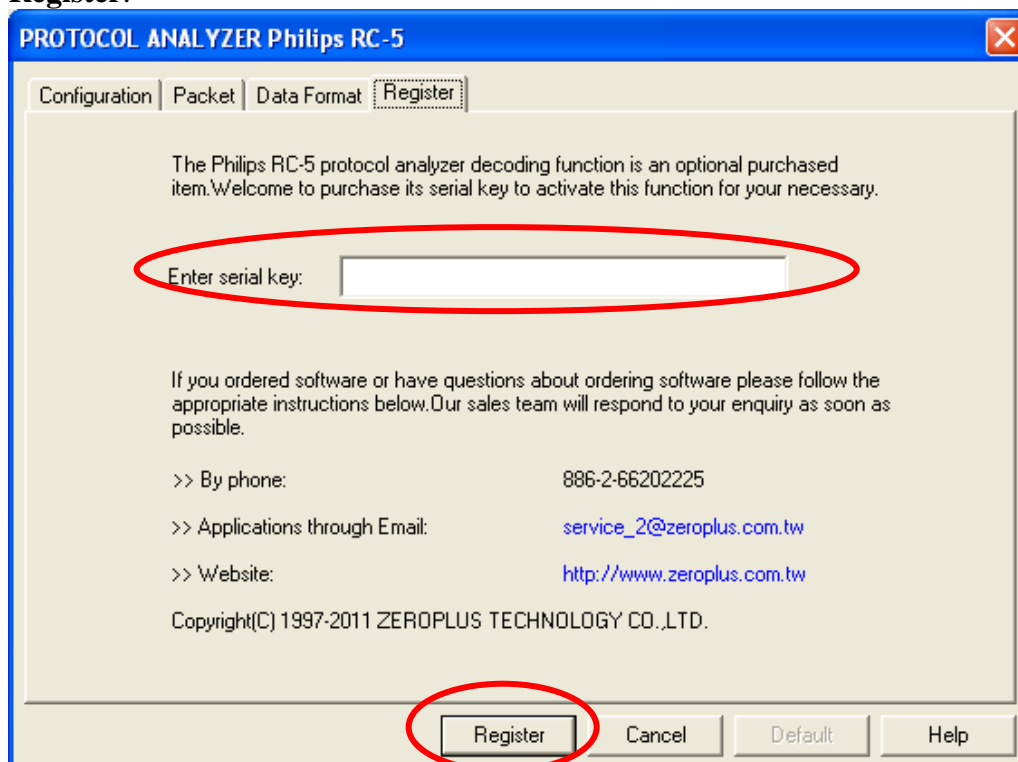 Register.
PROTOCOL ANALYZER Philips RC-5
Configuration Packet Data Format Register
The Philips RC-5 protocol analyzer decoding function is an optional purchased
item.Welcome to purchase its serial key to activate this function for your necessary.
Enter serial key:
If you ordered software or have questions about ordering software please follow the
appropriate instructions below.Our sales team will respond to your enquiry as soon as
possible.
>> By phone: 886-2-66202225
>> Applications through Email: service_2@zeroplus.com.tw
>> Website: http://www.zeroplus.com.tw
Copyright(C) 1997-2011 ZEROPLUS TECHNOLOGY CO.,LTD.
Register Cancel Default Help